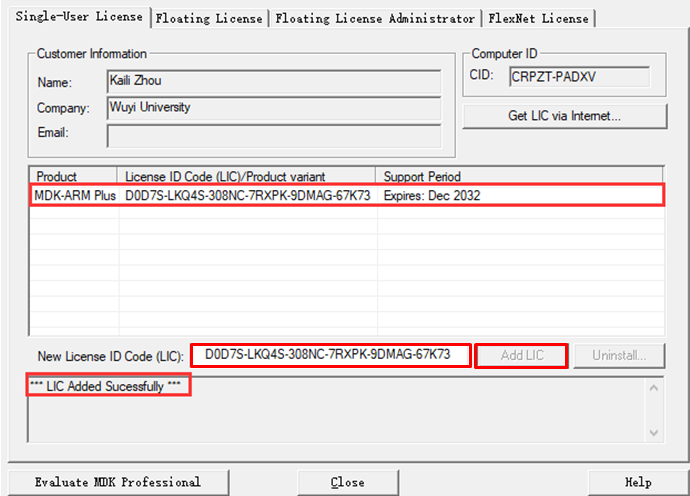 Single-User License Floating License Floating License Administrator FlexNet License
Customer Information
Name: Kaili Zhou
Company: Wuyi University
Email:
Computer ID
CID: CRPZT-PADXV
Get LIC via Internet...
Product License ID Code (LIC)/Product variant Support Period
MDK-ARM Plus D0D7S-LKQ4S-308NC-7RXPK-9DMAG-67K73 Expires: Dec 2032
New License ID Code (LIC): D0D7S-LKQ4S-308NC-7RXPK-9DMAG-67K73 Add LIC Uninstall...
*** LIC Added Sucessfully ***
Evaluate MDK Professional Close Help